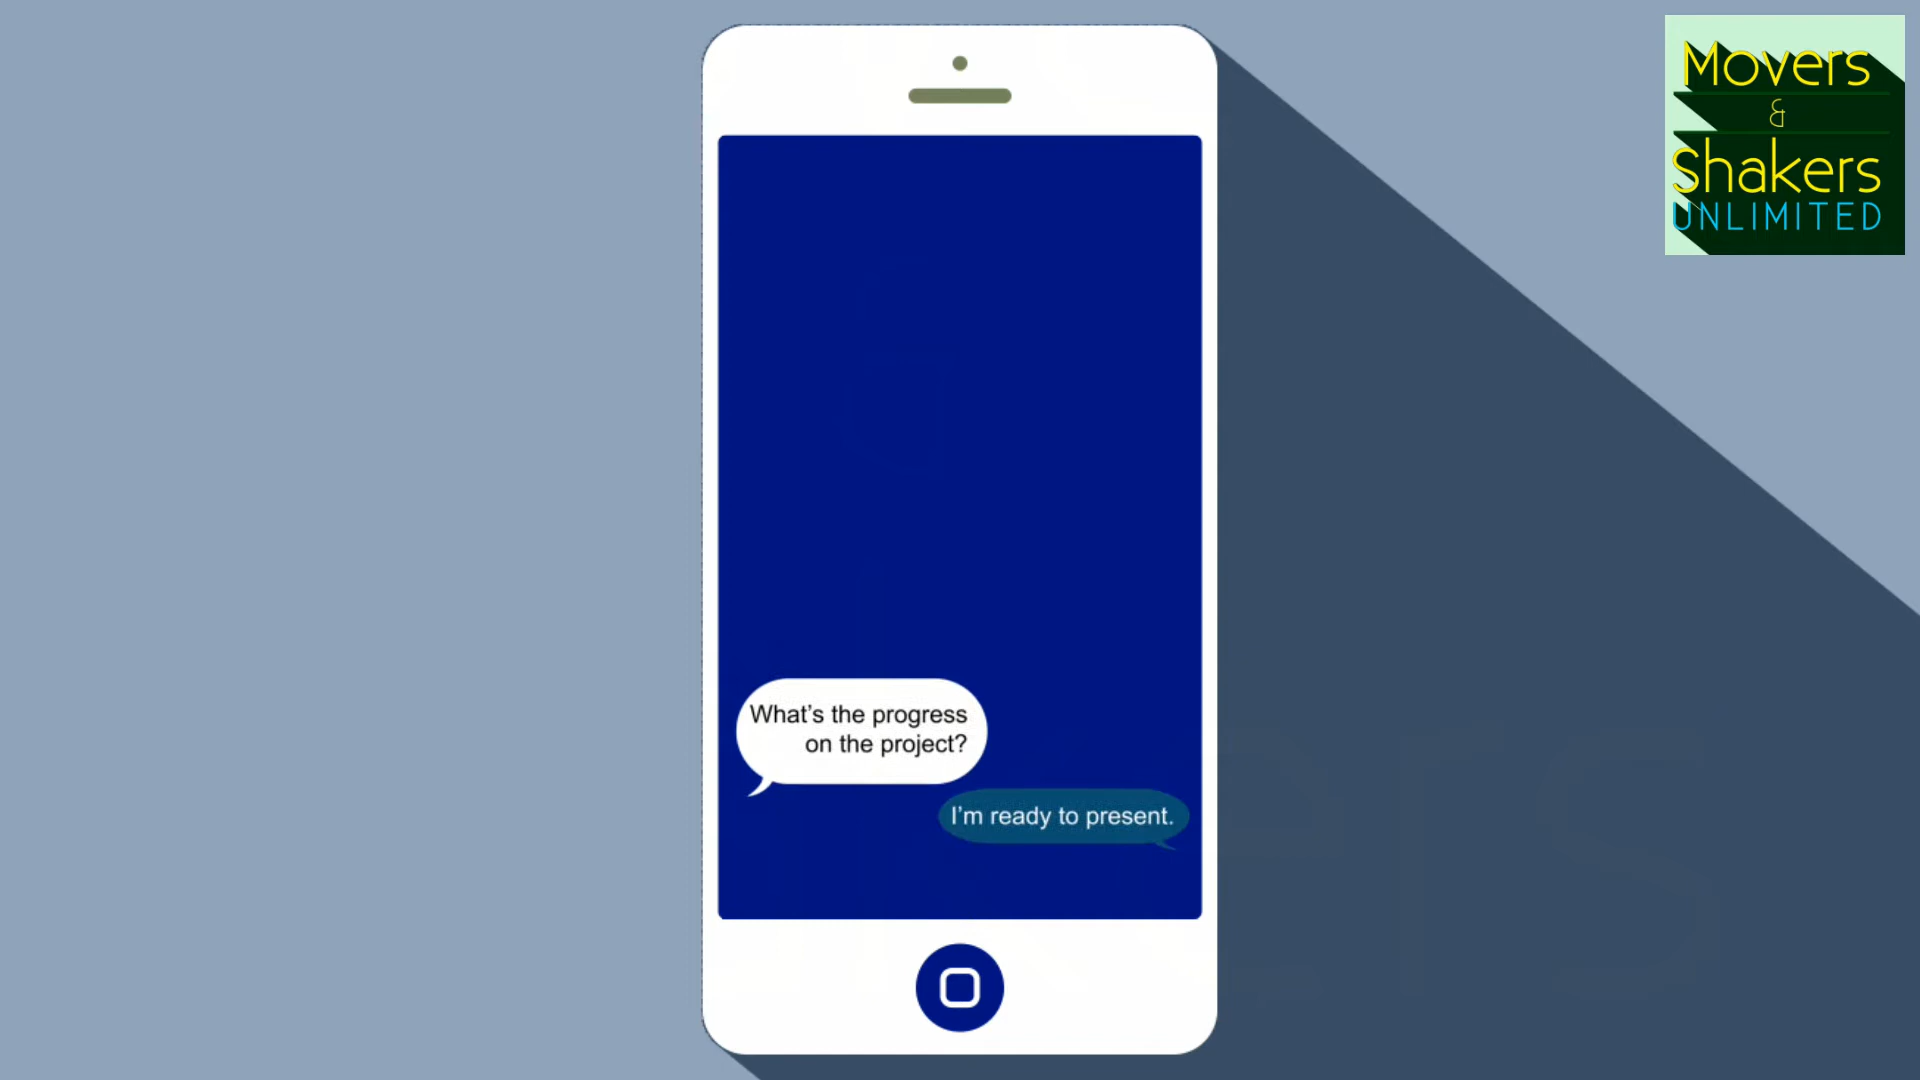 Movers
&
Shakers
UNLIMITED
What’s the progress
on the project?
I’m ready to present.